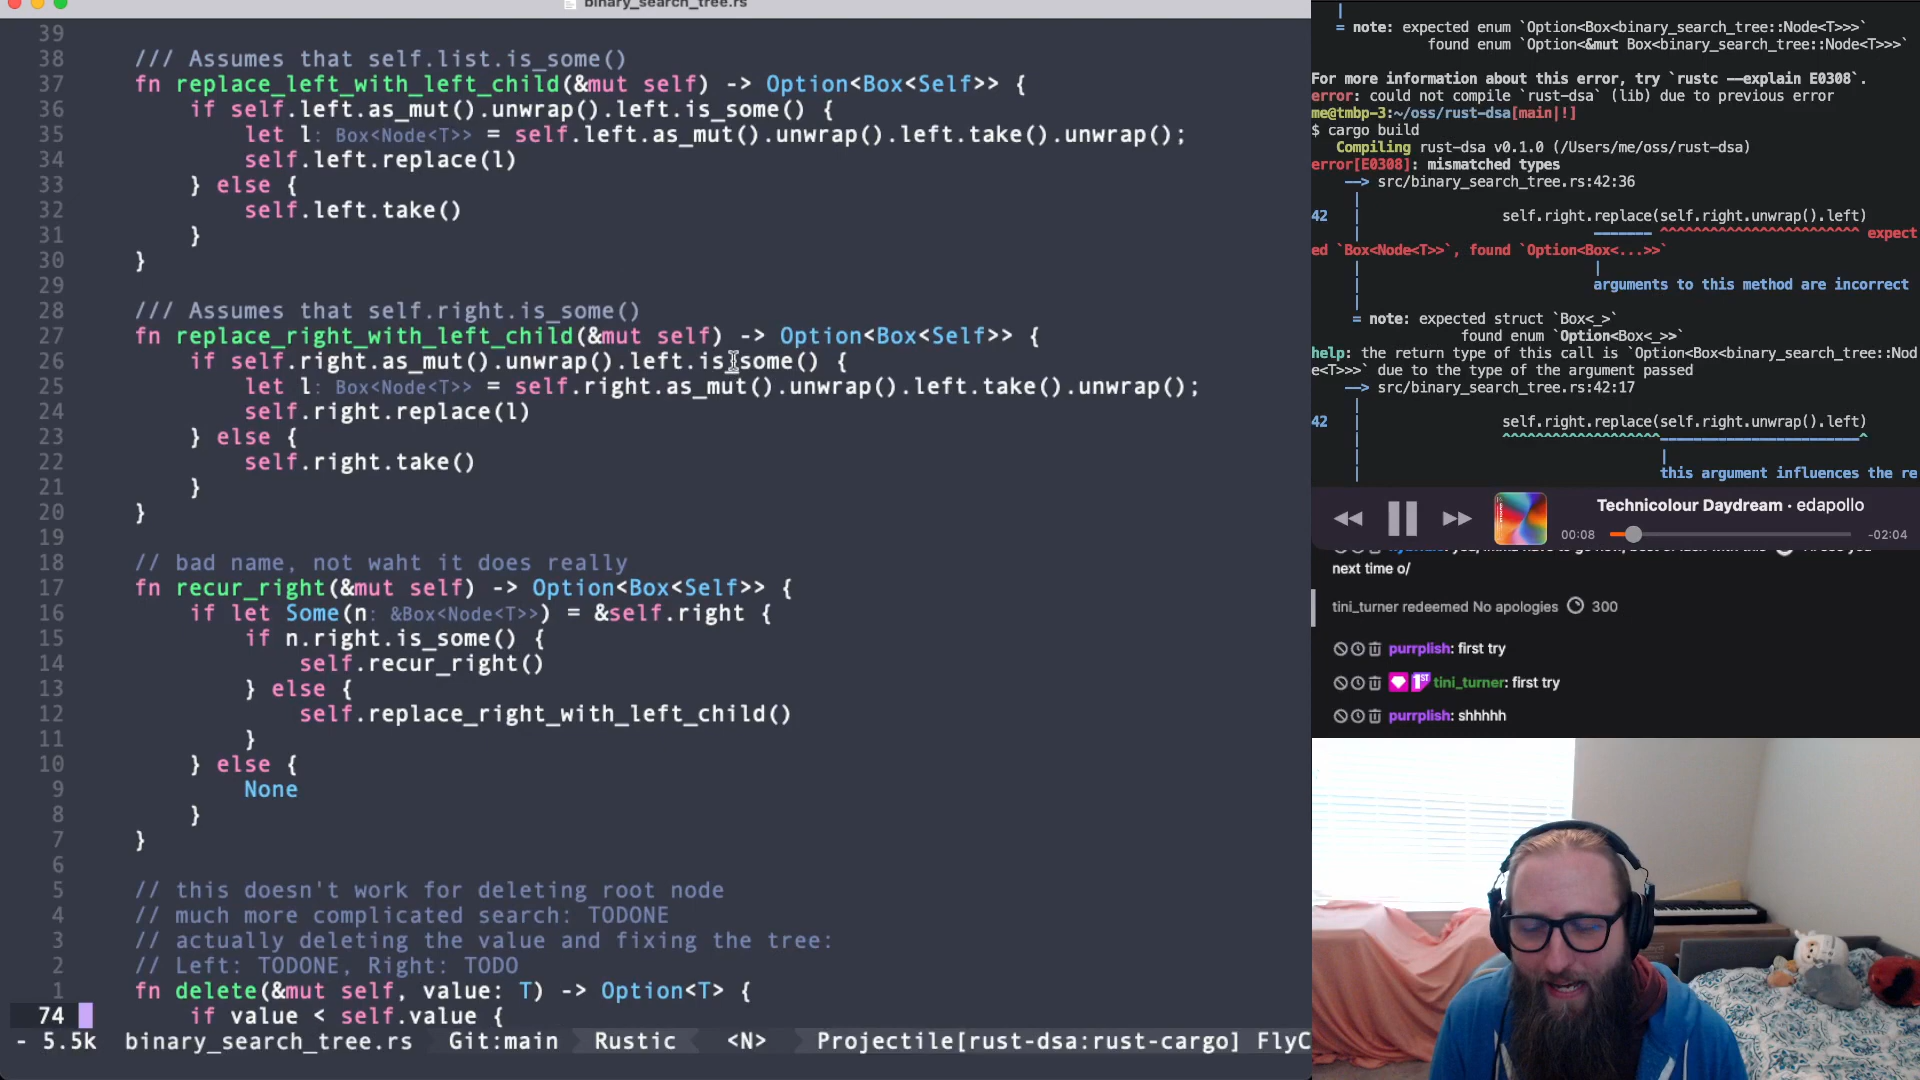 binary_search_tree.rs
39
38 /// Assumes that self.list.is_some()
37 fn replace_left_with_left_child(&mut self) -> Option<Box<Self>> {
36 if self.left.as_mut().unwrap().left.is_some() {
35 let l: Box<Node<T>> = self.left.as_mut().unwrap().left.take().unwrap();
34 self.left.replace(l)
33 } else {
32 self.left.take()
31 }
30 }
29
28 /// Assumes that self.right.is_some()
27 fn replace_right_with_left_child(&mut self) -> Option<Box<Self>> {
26 if self.right.as_mut().unwrap().left.is_some() {
25 let l: Box<Node<T>> = self.right.as_mut().unwrap().left.take().unwrap();
24 self.right.replace(l)
23 } else {
22 self.right.take()
21 }
20 }
19
18 // bad name, not waht it does really
17 fn recur_right(&mut self) -> Option<Box<Self>> {
16 if let Some(n: &Box<Node<T>>) = &self.right {
15 if n.right.is_some() {
14 self.recur_right()
13 } else {
12 self.replace_right_with_left_child()
11 }
10 } else {
9 None
8 }
7 }
6
5 // this doesn't work for deleting root node
4 // much more complicated search: TODONE
3 // actually deleting the value and fixing the tree:
2 // Left: TODONE, Right: TODO
1 fn delete(&mut self, value: T) -> Option<T> {
74 if value < self.value {
- 5.5k binary_search_tree.rs Git:main Rustic <N> Projectile[rust-dsa:rust-cargo] FlyC
|
= note: expected enum `Option<Box<binary_search_tree::Node<T>>>`
found enum `Option<&mut Box<binary_search_tree::Node<T>>>`
For more information about this error, try `rustc --explain E0308`.
error: could not compile `rust-dsa` (lib) due to previous error
me@tmbp-3:~/oss/rust-dsa[main|!]
$ cargo build
Compiling rust-dsa v0.1.0 (/Users/me/oss/rust-dsa)
error[E0308]: mismatched types
--> src/binary_search_tree.rs:42:36
|
42 | self.right.replace(self.right.unwrap().left)
| ------- ^^^^^^^^^^^^^^^^^^^^^^^^ expect
ed `Box<Node<T>>`, found `Option<Box<...>>`
| |
| arguments to this method are incorrect
|
= note: expected struct `Box<_>`
found enum `Option<Box<_>>`
help: the return type of this call is `Option<Box<binary_search_tree::Nod
e<T>>>` due to the type of the argument passed
--> src/binary_search_tree.rs:42:17
|
42 | self.right.replace(self.right.unwrap().left)
| ^^^^^^^^^^^^^^^^^^^------------------------^
| |
| this argument influences the re
Technicolour Daydream · edapollo
00:08 -02:04
next time o/
tini_turner redeemed No apologies 300
purrplish: first try
1ST tini_turner: first try
purrplish: shhhhh